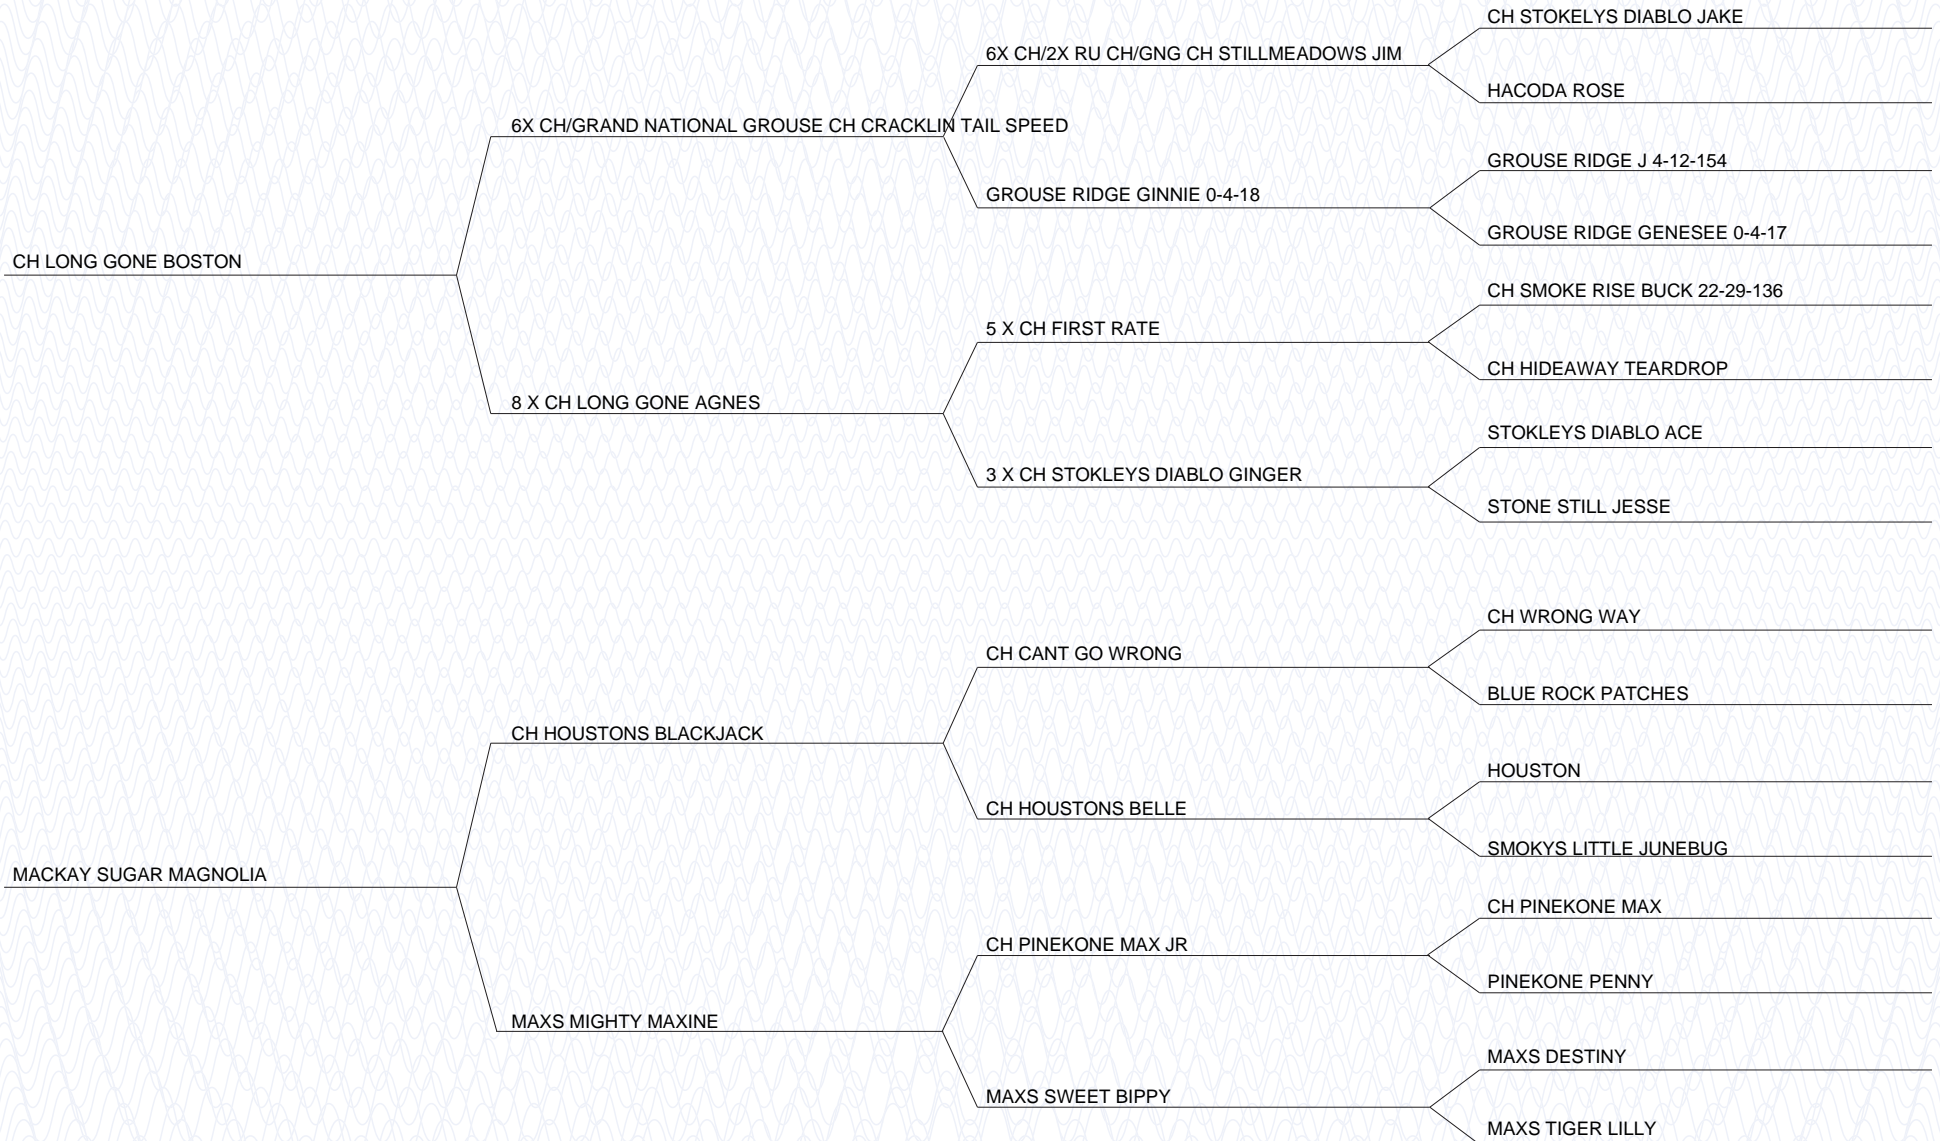 CH STOKELYS DIABLO JAKE
6X CH/2X RU CH/GNG CH STILLMEADOWS JIM
HACODA ROSE
6X CH/GRAND NATIONAL GROUSE CH CRACKLIN TAIL SPEED
GROUSE RIDGE J 4-12-154
GROUSE RIDGE GINNIE 0-4-18
GROUSE RIDGE GENESEE 0-4-17
CH LONG GONE BOSTON
CH SMOKE RISE BUCK 22-29-136
5 X CH FIRST RATE
CH HIDEAWAY TEARDROP
8 X CH LONG GONE AGNES
STOKLEYS DIABLO ACE
3 X CH STOKLEYS DIABLO GINGER
STONE STILL JESSE
CH WRONG WAY
CH CANT GO WRONG
BLUE ROCK PATCHES
CH HOUSTONS BLACKJACK
HOUSTON
CH HOUSTONS BELLE
SMOKYS LITTLE JUNEBUG
MACKAY SUGAR MAGNOLIA
CH PINEKONE MAX
CH PINEKONE MAX JR
PINEKONE PENNY
MAXS MIGHTY MAXINE
MAXS DESTINY
MAXS SWEET BIPPY
MAXS TIGER LILLY